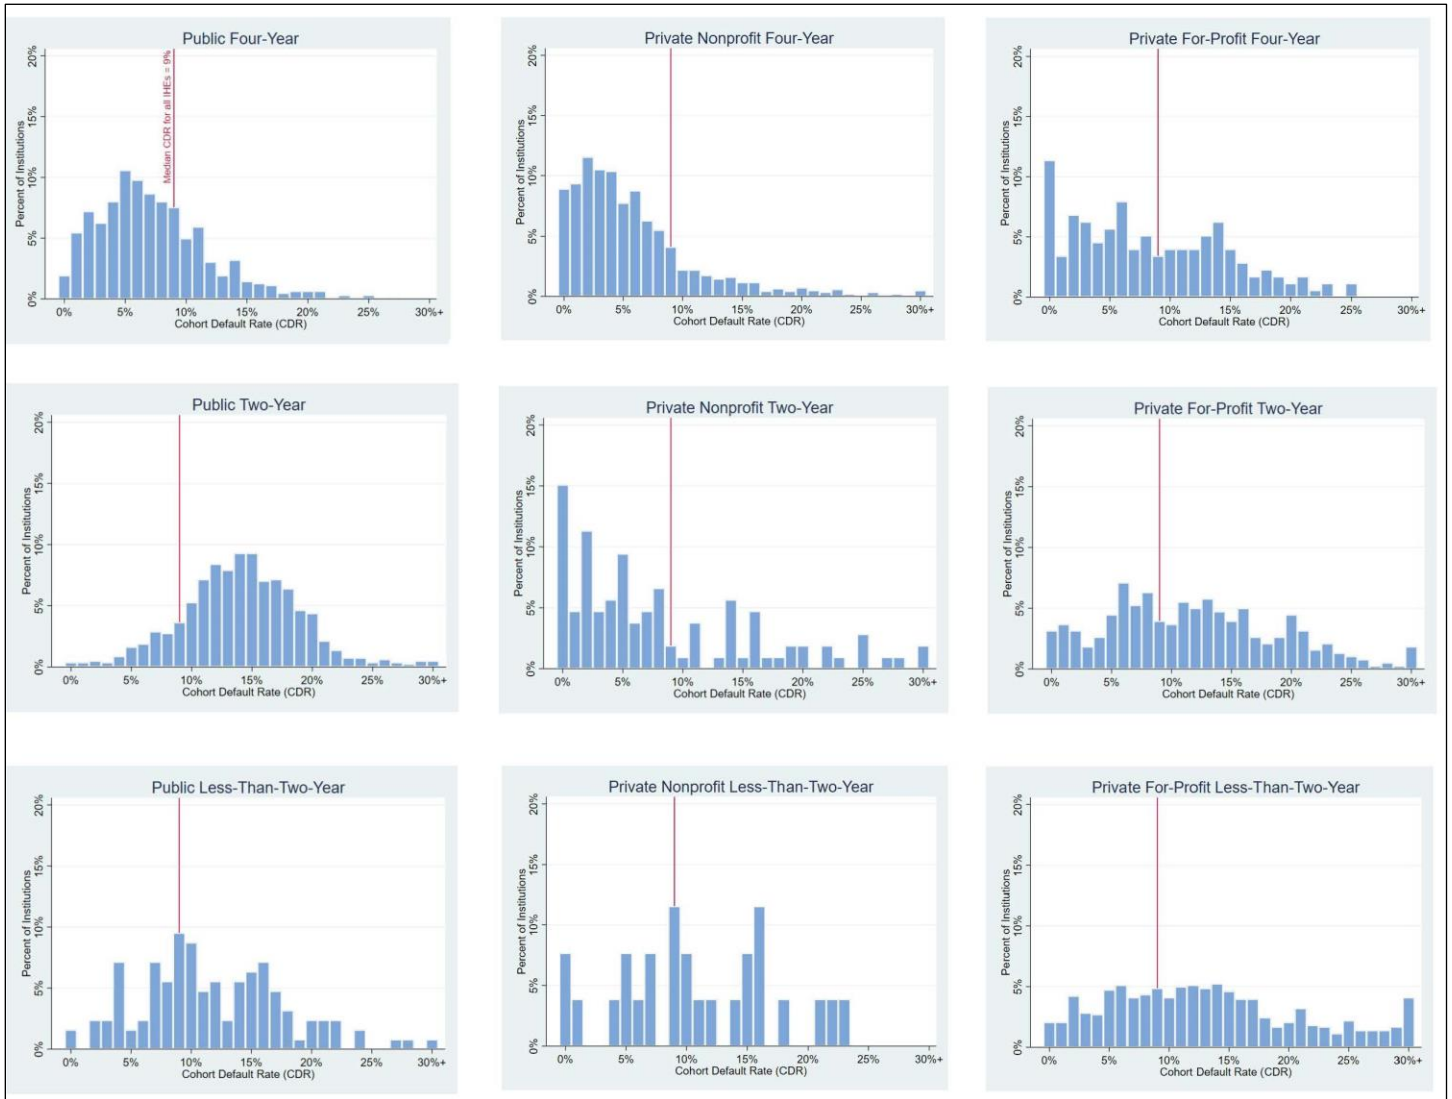 Public Four-Year
Percent of Institutions
20%
15%
10%
5%
0%
Median CDR for all IHEs = 9%
0% 5% 10% 15% 20% 25% 30%+
Cohort Default Rate (CDR)
Private Nonprofit Four-Year
Percent of Institutions
20%
15%
10%
5%
0%
0% 5% 10% 15% 20% 25% 30%+
Cohort Default Rate (CDR)
Private For-Profit Four-Year
Percent of Institutions
20%
15%
10%
5%
0%
0% 5% 10% 15% 20% 25% 30%+
Cohort Default Rate (CDR)
Public Two-Year
Percent of Institutions
20%
15%
10%
5%
0%
0% 5% 10% 15% 20% 25% 30%+
Cohort Default Rate (CDR)
Private Nonprofit Two-Year
Percent of Institutions
20%
15%
10%
5%
0%
0% 5% 10% 15% 20% 25% 30%+
Cohort Default Rate (CDR)
Private For-Profit Two-Year
Percent of Institutions
20%
15%
10%
5%
0%
0% 5% 10% 15% 20% 25% 30%+
Cohort Default Rate (CDR)
Public Less-Than-Two-Year
Percent of Institutions
20%
15%
10%
5%
0%
0% 5% 10% 15% 20% 25% 30%+
Cohort Default Rate (CDR)
Private Nonprofit Less-Than-Two-Year
Percent of Institutions
20%
15%
10%
5%
0%
0% 5% 10% 15% 20% 25% 30%+
Cohort Default Rate (CDR)
Private For-Profit Less-Than-Two-Year
Percent of Institutions
20%
15%
10%
5%
0%
0% 5% 10% 15% 20% 25% 30%+
Cohort Default Rate (CDR)